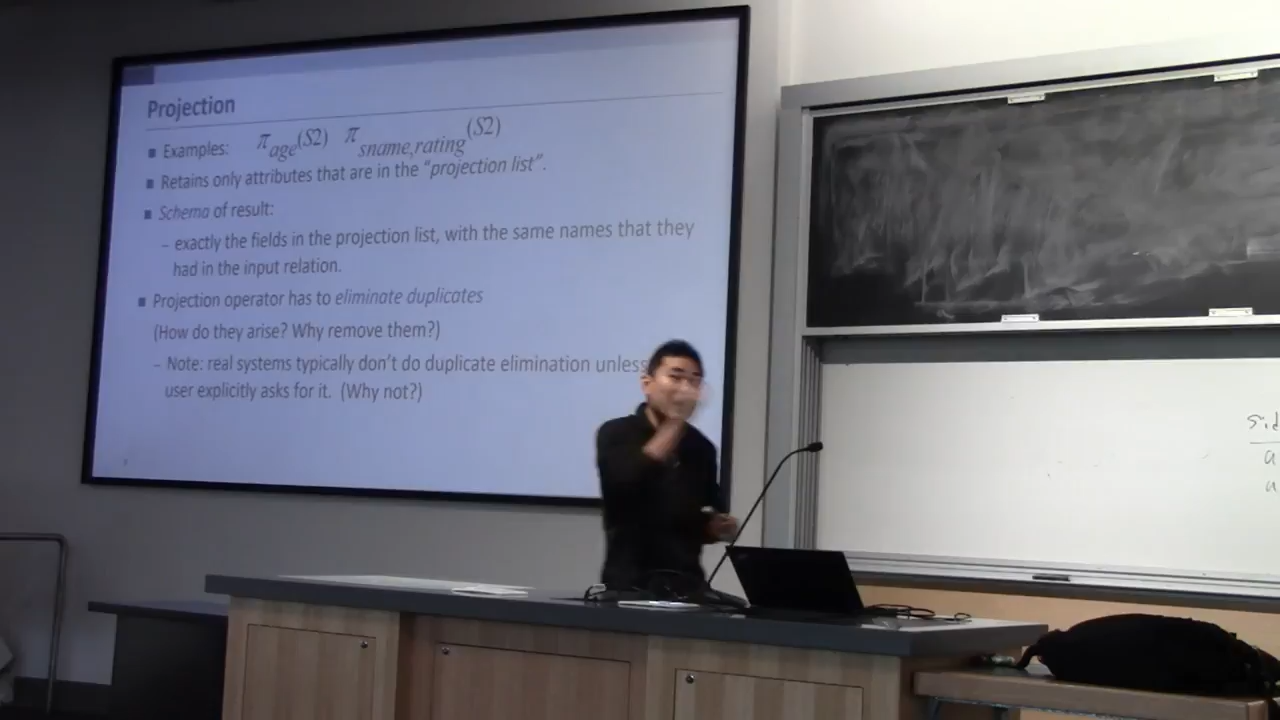 Projection
■ Examples: π age(S2) π sname,rating(S2)
■ Retains only attributes that are in the “projection list”.
■ Schema of result:
– exactly the fields in the projection list, with the same names that they
had in the input relation.
■ Projection operator has to eliminate duplicates
(How do they arise? Why remove them?)
– Note: real systems typically don’t do duplicate elimination unless
user explicitly asks for it. (Why not?)
sid
a
a